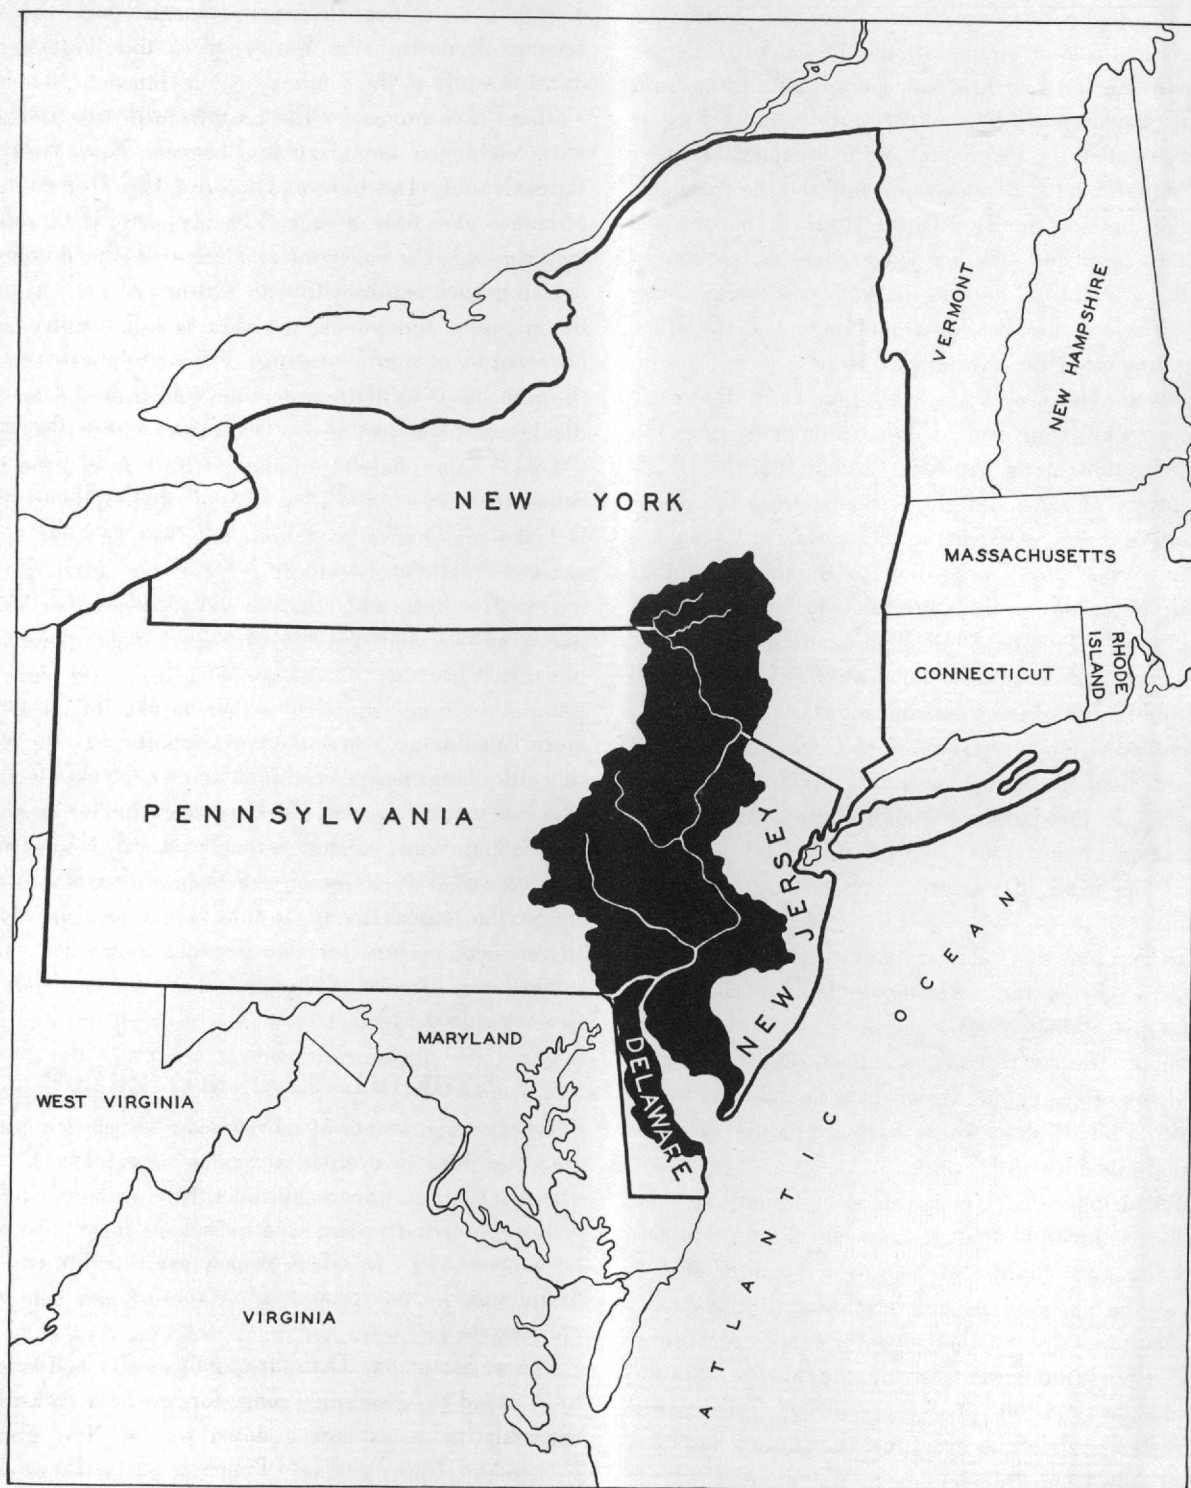 VERMONT
NEW HAMPSHIRE
NEW YORK
MASSACHUSETTS
CONNECTICUT
RHODE
ISLAND
PENNSYLVANIA
NEW JERSEY
MARYLAND
DELAWARE
WEST VIRGINIA
VIRGINIA
ATLANTIC OCEAN